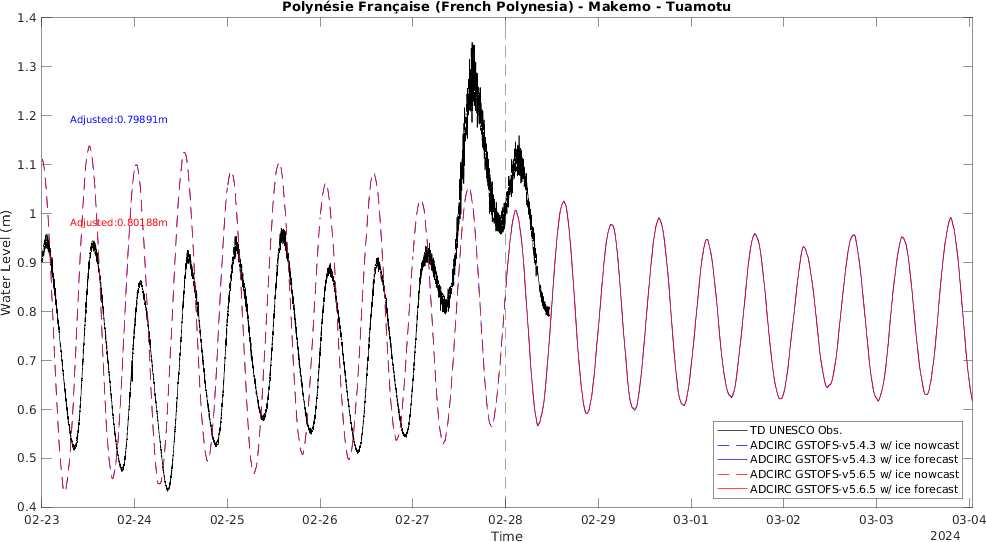 Polynésie Française (French Polynesia) - Makemo - Tuamotu
1.4
1.3
1.2
1.1
1
0.9
0.8
0.7
0.6
0.5
0.4
Water Level (m)
Adjusted:0.79891m
Adjusted:0.80188m
TD UNESCO Obs.
ADCIRC GSTOFS-v5.4.3 w/ ice nowcast
ADCIRC GSTOFS-v5.4.3 w/ ice forecast
ADCIRC GSTOFS-v5.6.5 w/ ice nowcast
ADCIRC GSTOFS-v5.6.5 w/ ice forecast
02-23 02-24 02-25 02-26 02-27 02-28 02-29 03-01 03-02 03-03 03-04
Time
2024